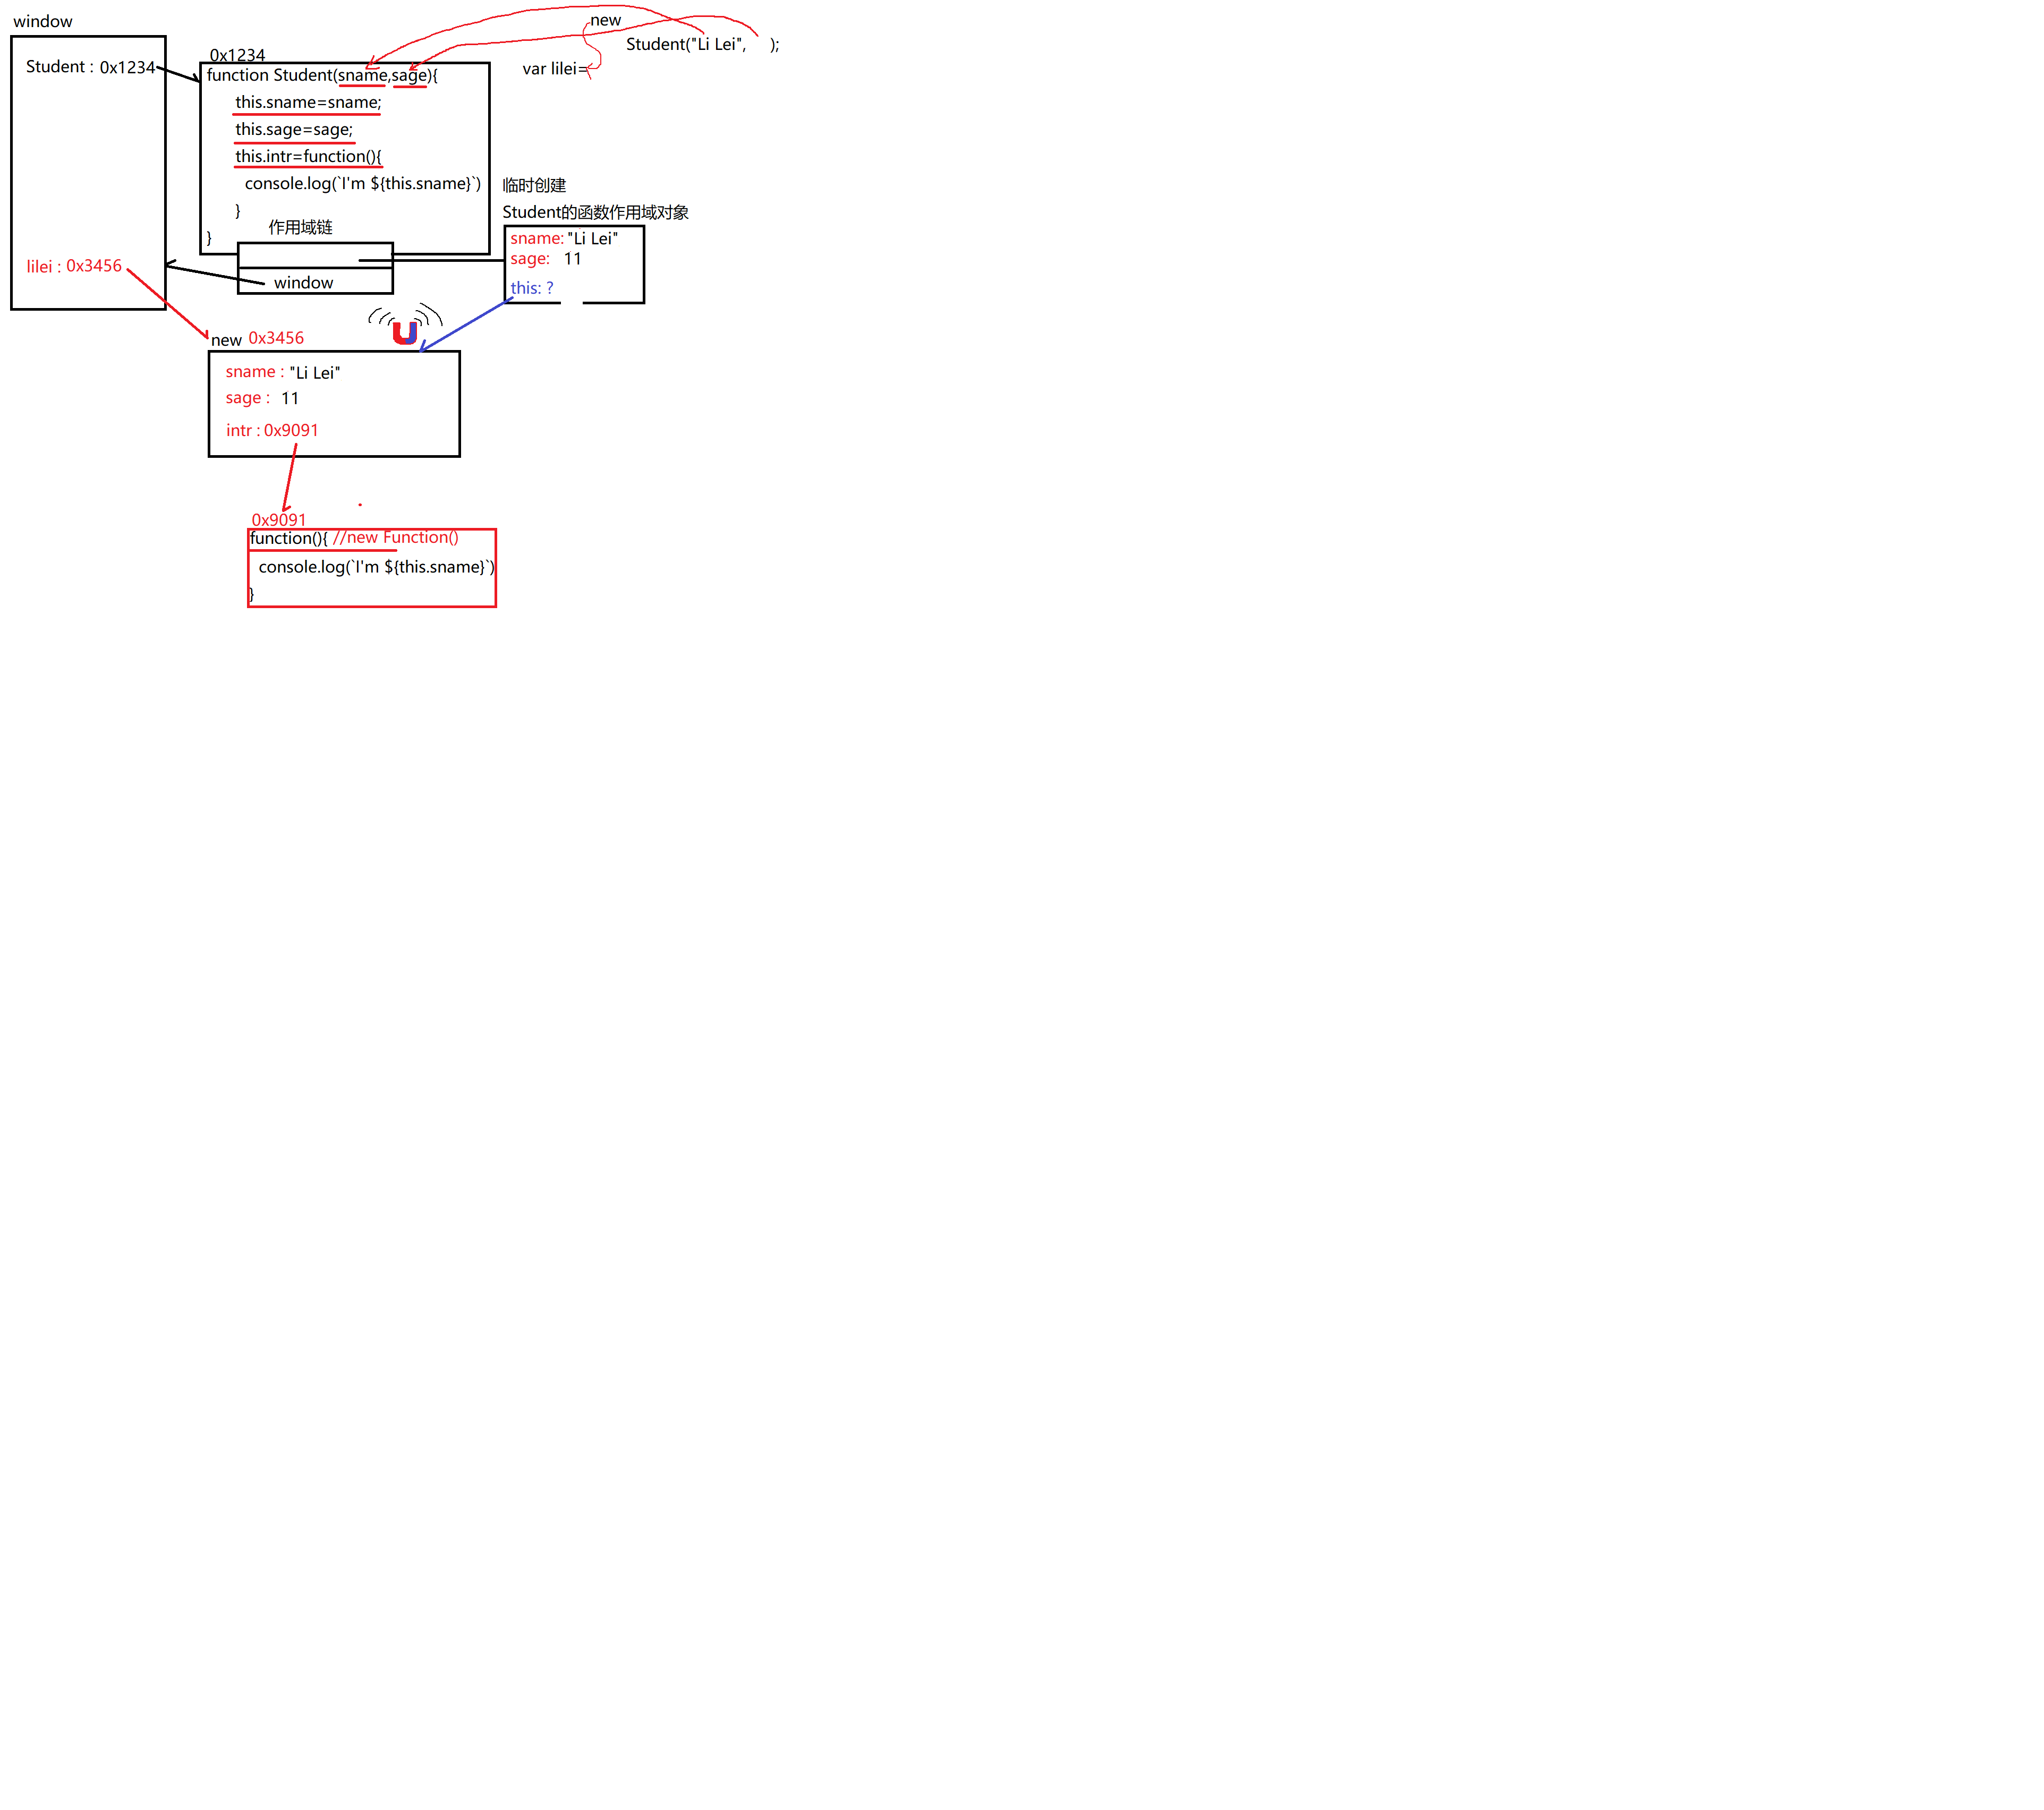 window
Student : 0x1234
lilei : 0x3456
0x1234
function Student(sname,sage){
this.sname=sname;
this.sage=sage;
this.intr=function(){
console.log(`I'm ${this.sname}`)
}
}
作用域链
window
new
Student("Li Lei", );
var lilei=
临时创建
Student的函数作用域对象
sname: "Li Lei"
sage: 11
this: ?
new 0x3456
sname : "Li Lei"
sage : 11
intr : 0x9091
0x9091
function(){ //new Function()
console.log(`I'm ${this.sname}`)
}